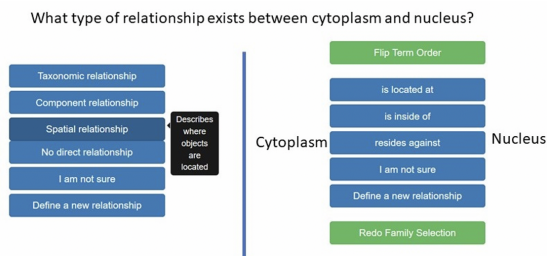 What type of relationship exists between cytoplasm and nucleus?
Taxonomic relationship
Component relationship
Spatial relationship
No direct relationship
I am not sure
Define a new relationship
Describes
where
objects
are
located
Cytoplasm
Flip Term Order
is located at
is inside of
resides against
I am not sure
Define a new relationship
Redo Family Selection
Nucleus